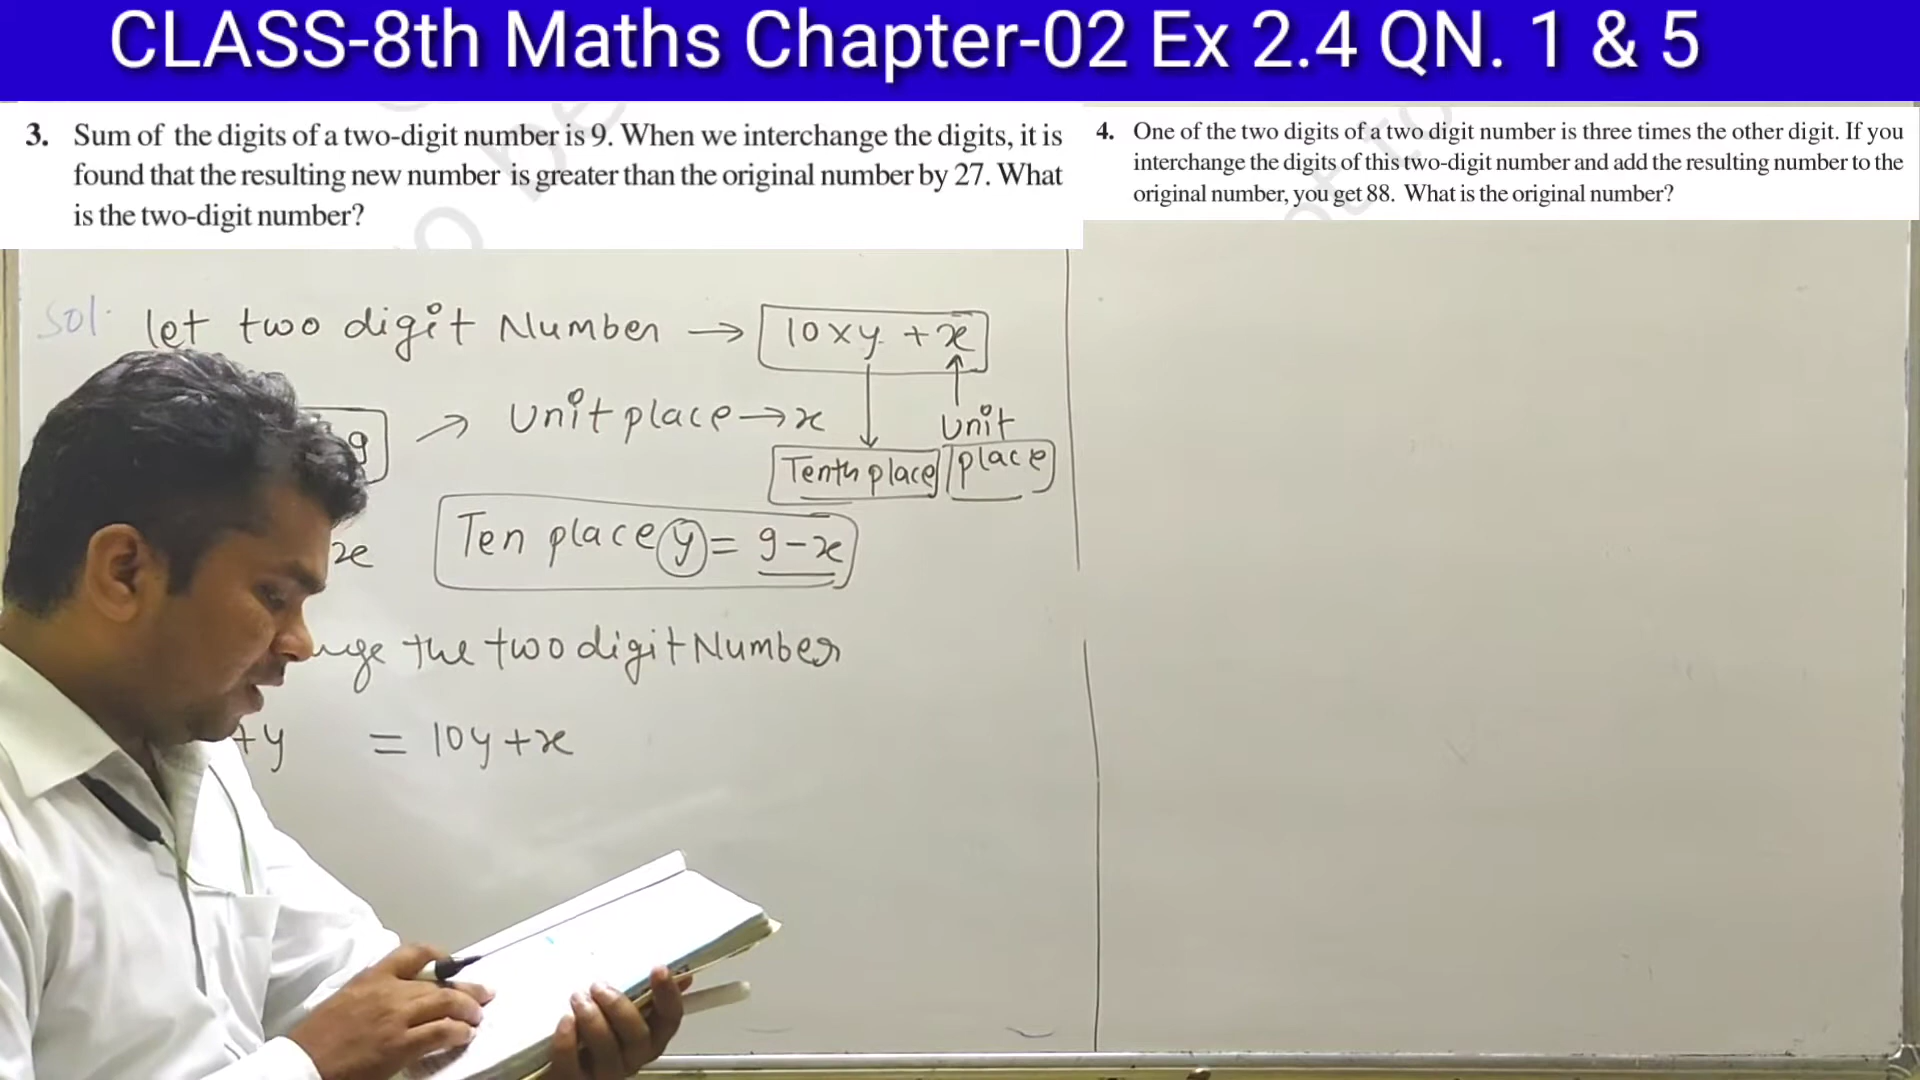 CLASS-8th Maths Chapter-02 Ex 2.4 QN. 1 & 5
3. Sum of the digits of a two-digit number is 9. When we interchange the digits, it is
found that the resulting new number is greater than the original number by 27. What
is the two-digit number?
4. One of the two digits of a two digit number is three times the other digit. If you
interchange the digits of this two-digit number and add the resulting number to the
original number, you get 88. What is the original number?
Sol. let two digit Number → 10xy + x
9 → Unit place → x
Unit
Tenth place place
x Ten place y = 9-x
nge the two digit Number
+y = 10y+x